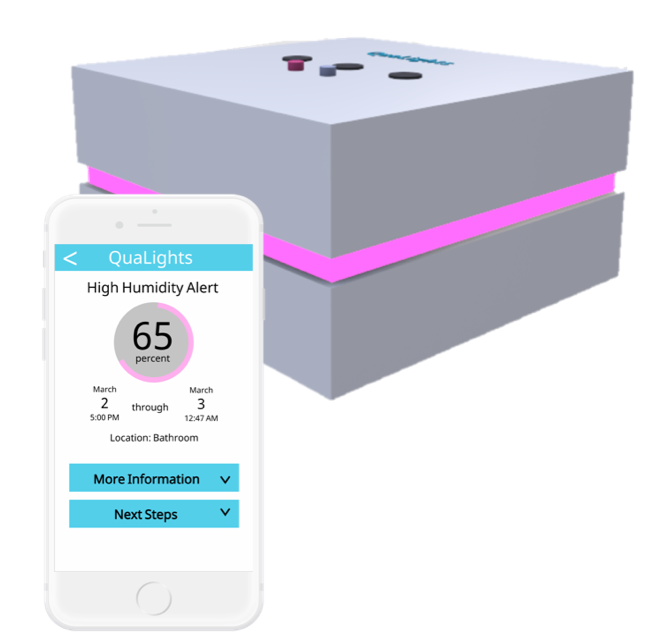 QuaLights
< QuaLights
High Humidity Alert
65
percent
March
2
5:00 PM
through
March
3
12:47 AM
Location: Bathroom
More Information
Next Steps